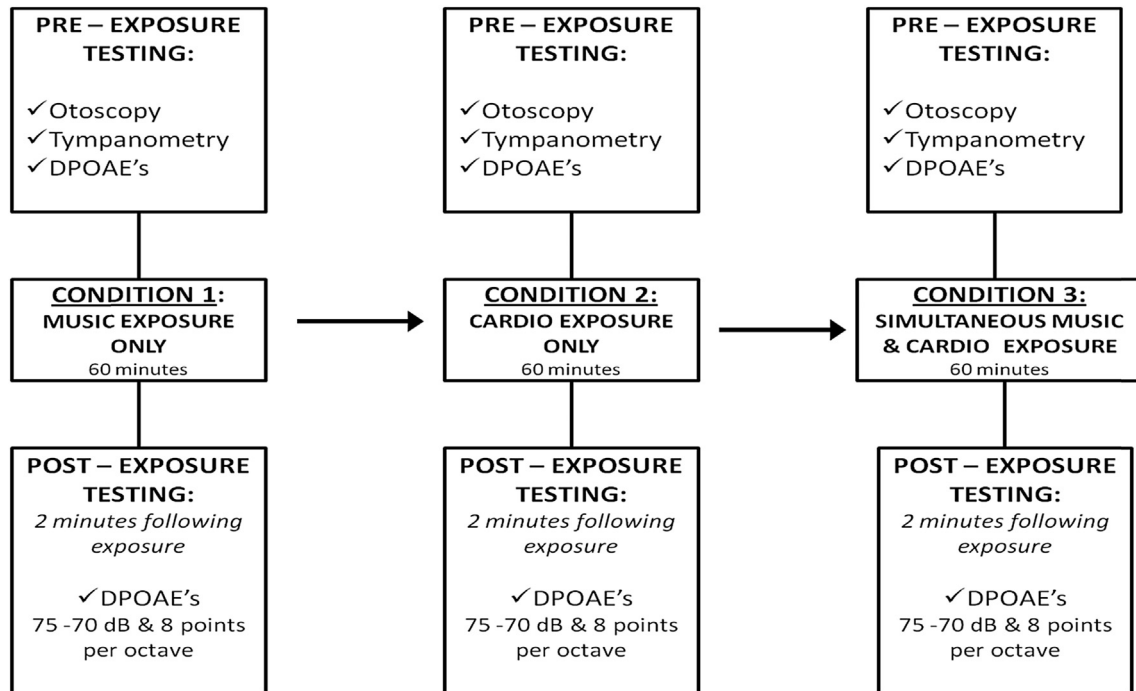 PRE – EXPOSURE
TESTING:
✓ Otoscopy
✓ Tympanometry
✓ DPOAE's
CONDITION 1:
MUSIC EXPOSURE
ONLY
60 minutes
POST – EXPOSURE
TESTING:
2 minutes following
exposure
✓ DPOAE's
75 -70 dB & 8 points
per octave
PRE – EXPOSURE
TESTING:
✓ Otoscopy
✓ Tympanometry
✓ DPOAE's
CONDITION 2:
CARDIO EXPOSURE
ONLY
60 minutes
POST – EXPOSURE
TESTING:
2 minutes following
exposure
✓ DPOAE's
75 -70 dB & 8 points
per octave
PRE – EXPOSURE
TESTING:
✓ Otoscopy
✓ Tympanometry
✓ DPOAE's
CONDITION 3:
SIMULTANEOUS MUSIC
& CARDIO EXPOSURE
60 minutes
POST – EXPOSURE
TESTING:
2 minutes following
exposure
✓ DPOAE's
75 -70 dB & 8 points
per octave